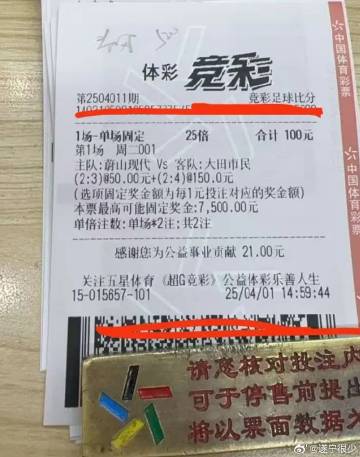 体彩 竞彩
第2504011期 竞彩足球比分
1场-单场固定 25倍 合计 100元
第1场 周二001
主队:蔚山现代 Vs 客队:大田市民
(2:3)@50.00元+(2:4)@150.0元
(选项固定奖金额为每1元投注对应的奖金额)
本票最高可能固定奖金:7,500.00元
单倍注数:单场*2注;共2注
感谢您为公益事业贡献 21.00元
关注五星体育《超G竞彩》公益体彩乐善人生
15-015657-101 25/04/01 14:59:44
请您核对投注内
可于停售前提出
将以票面数据为
中国体育彩票
中国体育彩票
@遂宁很少